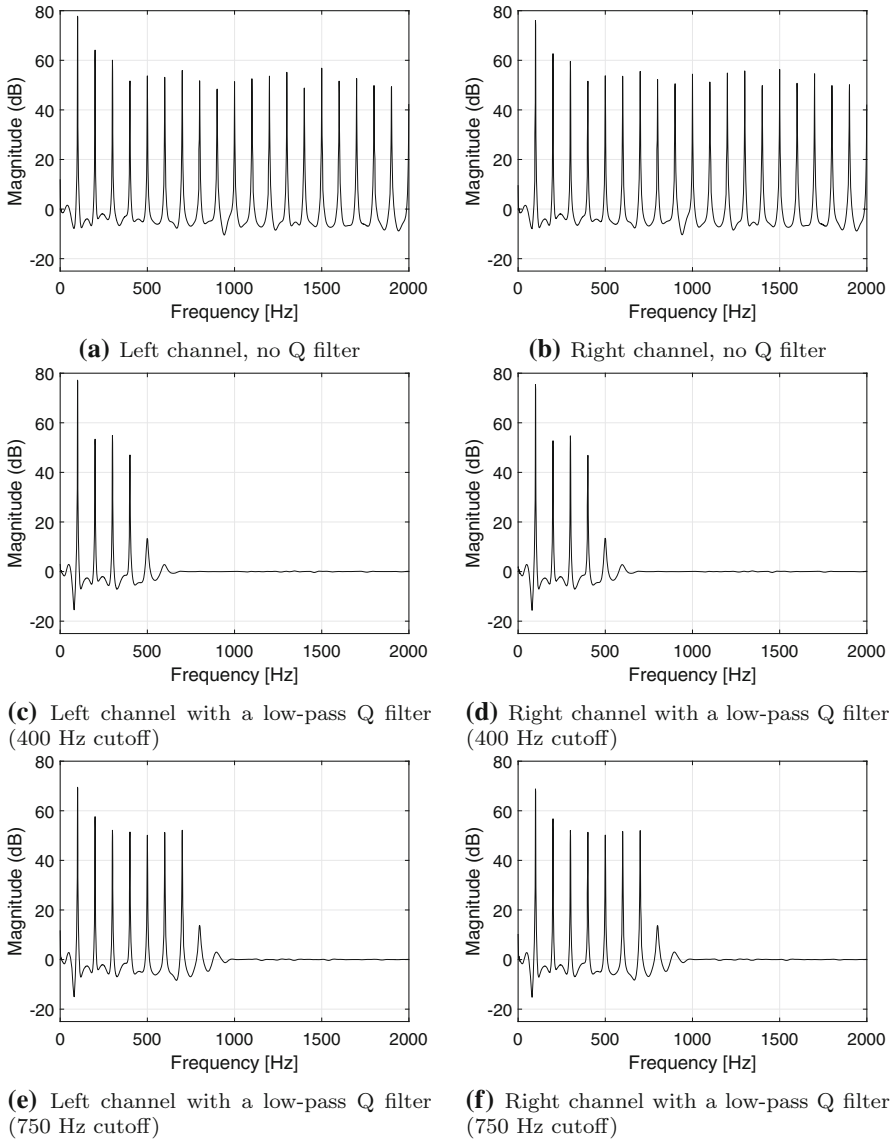 80
60
40
20
0
-20
Magnitude (dB)
0 500 1000 1500 2000
Frequency [Hz]
(a) Left channel, no Q filter
80
60
40
20
0
-20
Magnitude (dB)
0 500 1000 1500 2000
Frequency [Hz]
(b) Right channel, no Q filter
80
60
40
20
0
-20
Magnitude (dB)
0 500 1000 1500 2000
Frequency [Hz]
(c) Left channel with a low-pass Q filter
(400 Hz cutoff)
80
60
40
20
0
-20
Magnitude (dB)
0 500 1000 1500 2000
Frequency [Hz]
(d) Right channel with a low-pass Q filter
(400 Hz cutoff)
80
60
40
20
0
-20
Magnitude (dB)
0 500 1000 1500 2000
Frequency [Hz]
(e) Left channel with a low-pass Q filter
(750 Hz cutoff)
80
60
40
20
0
-20
Magnitude (dB)
0 500 1000 1500 2000
Frequency [Hz]
(f) Right channel with a low-pass Q filter
(750 Hz cutoff)